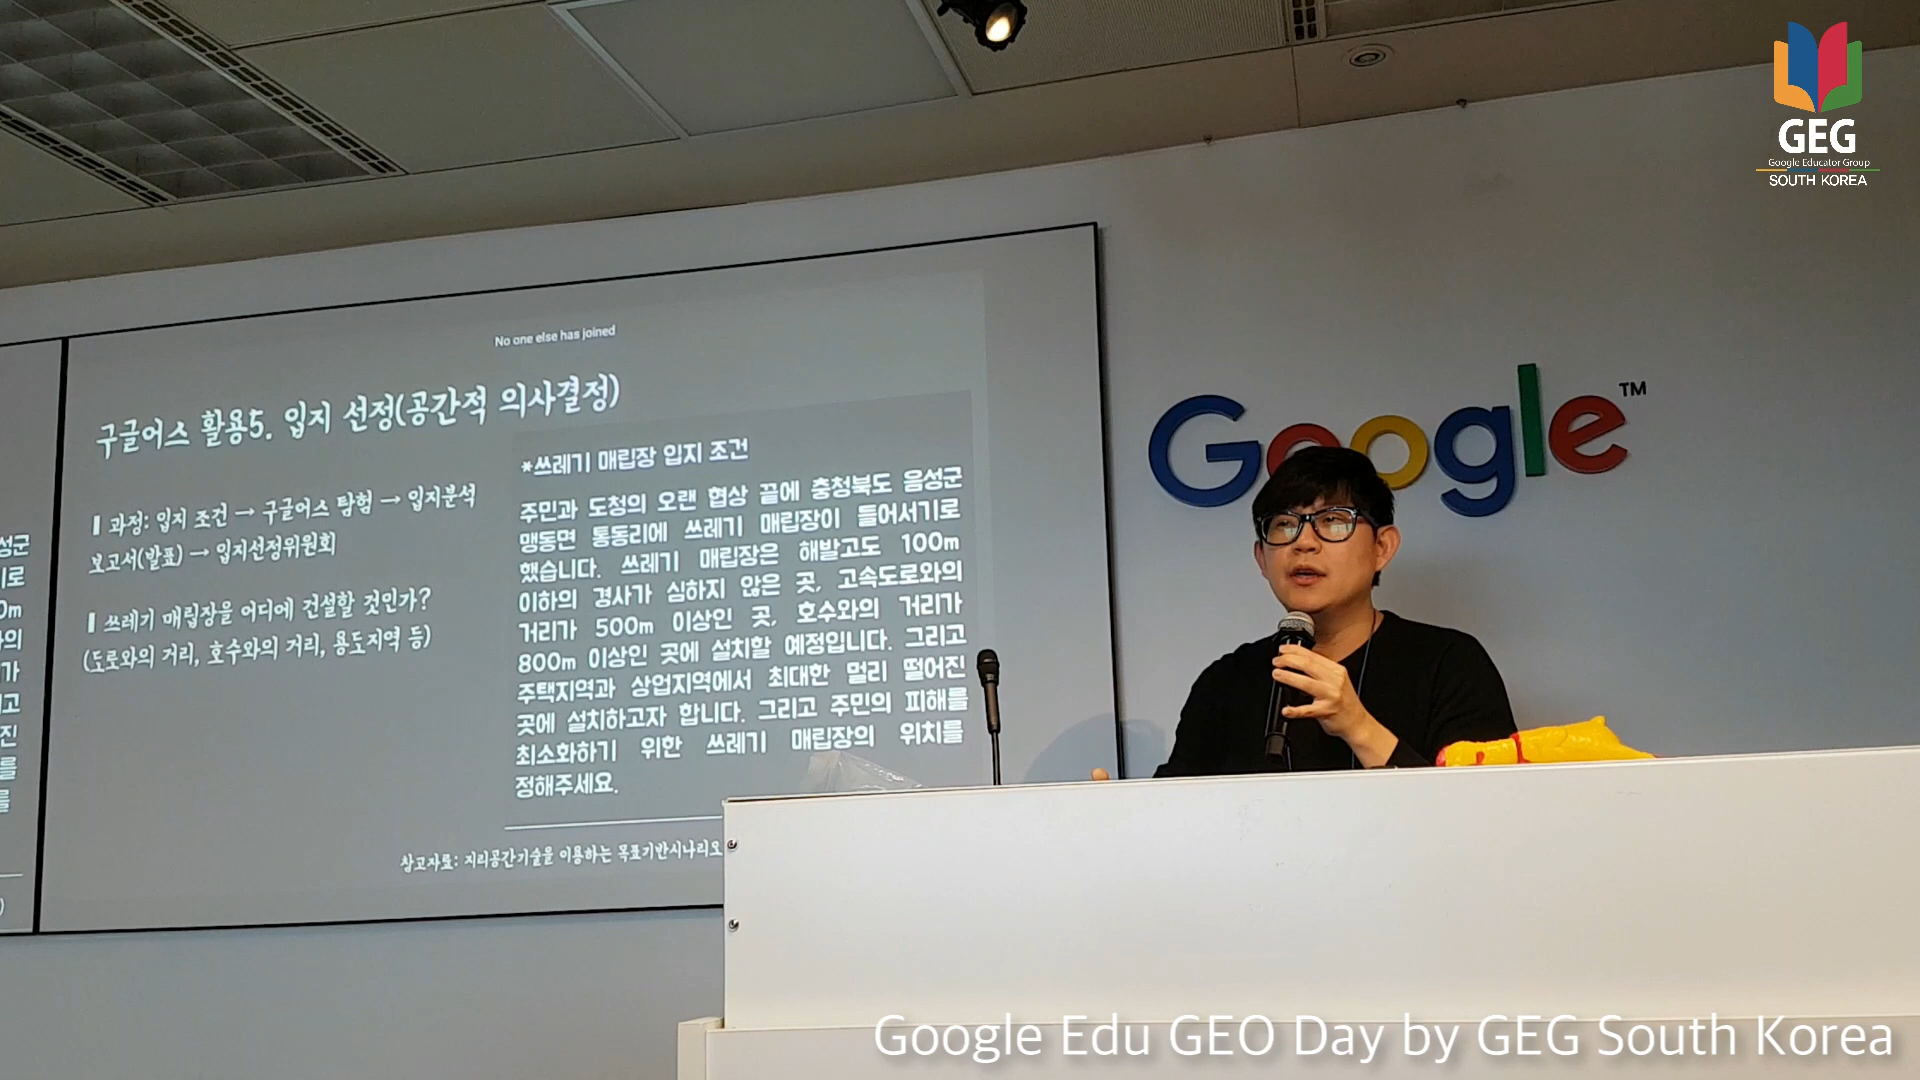 GEG
Google Educator Group
SOUTH KOREA
No one else has joined
구글어스 활용5. 입지 선정(공간적 의사결정)
과정: 입지 조건 → 구글어스 탐험 → 입지분석
보고서(발표) → 입지선정위원회
쓰레기 매립장을 어디에 건설할 것인가?
(도로와의 거리, 호수와의 거리, 용도지역 등)
*쓰레기 매립장 입지 조건
주민과 도청의 오랜 협상 끝에 충청북도 음성군
맹동면 통동리에 쓰레기 매립장이 들어서기로
했습니다. 쓰레기 매립장은 해발고도 100m
이하의 경사가 심하지 않은 곳, 고속도로와의
거리가 500m 이상인 곳, 호수와의 거리가
800m 이상인 곳에 설치할 예정입니다. 그리고
주택지역과 상업지역에서 최대한 멀리 떨어진
곳에 설치하고자 합니다. 그리고 주민의 피해를
최소화하기 위한 쓰레기 매립장의 위치를
정해주세요.
참고자료: 지리공간기술을 이용하는 목표기반시나리오
성군
기로
0m
와의
가
고
진
를
를
)
Google™
Google Edu GEO Day by GEG South Korea